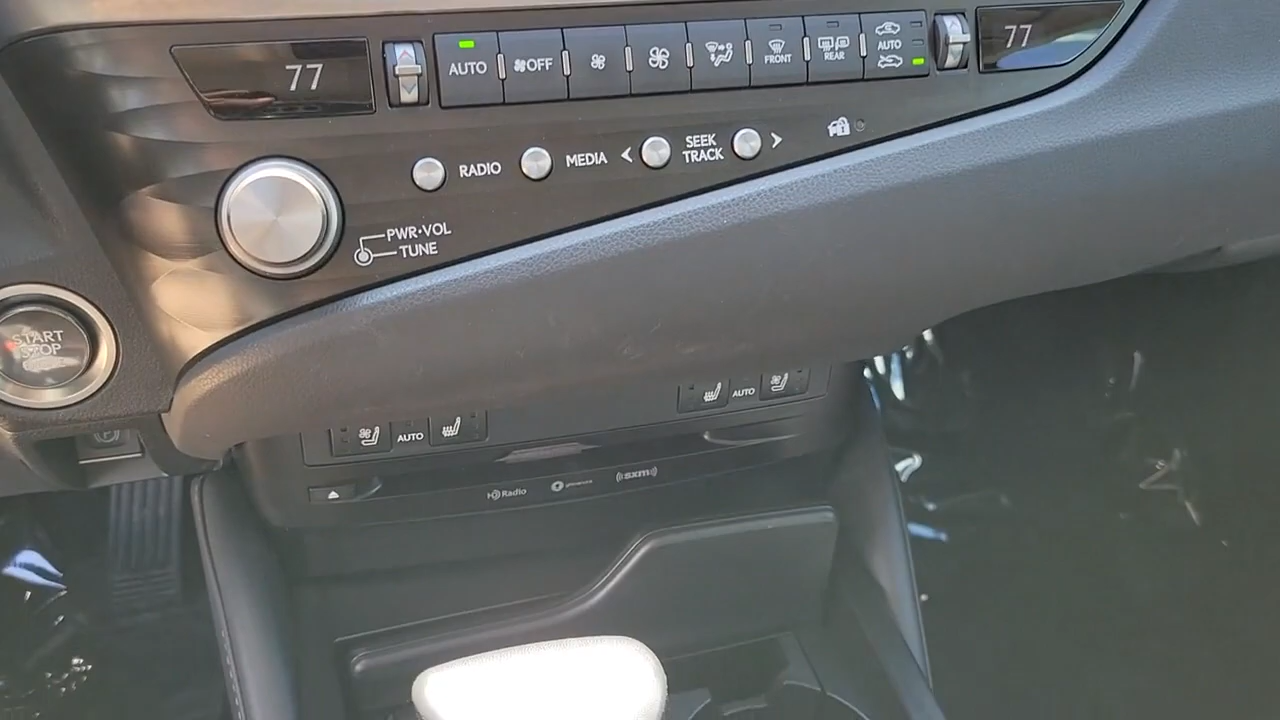 77
AUTO
OFF
FRONT
REAR
AUTO
77
RADIO
MEDIA
SEEK
TRACK
PWR•VOL
TUNE
START
STOP
AUTO
AUTO
HD Radio
((SXM))